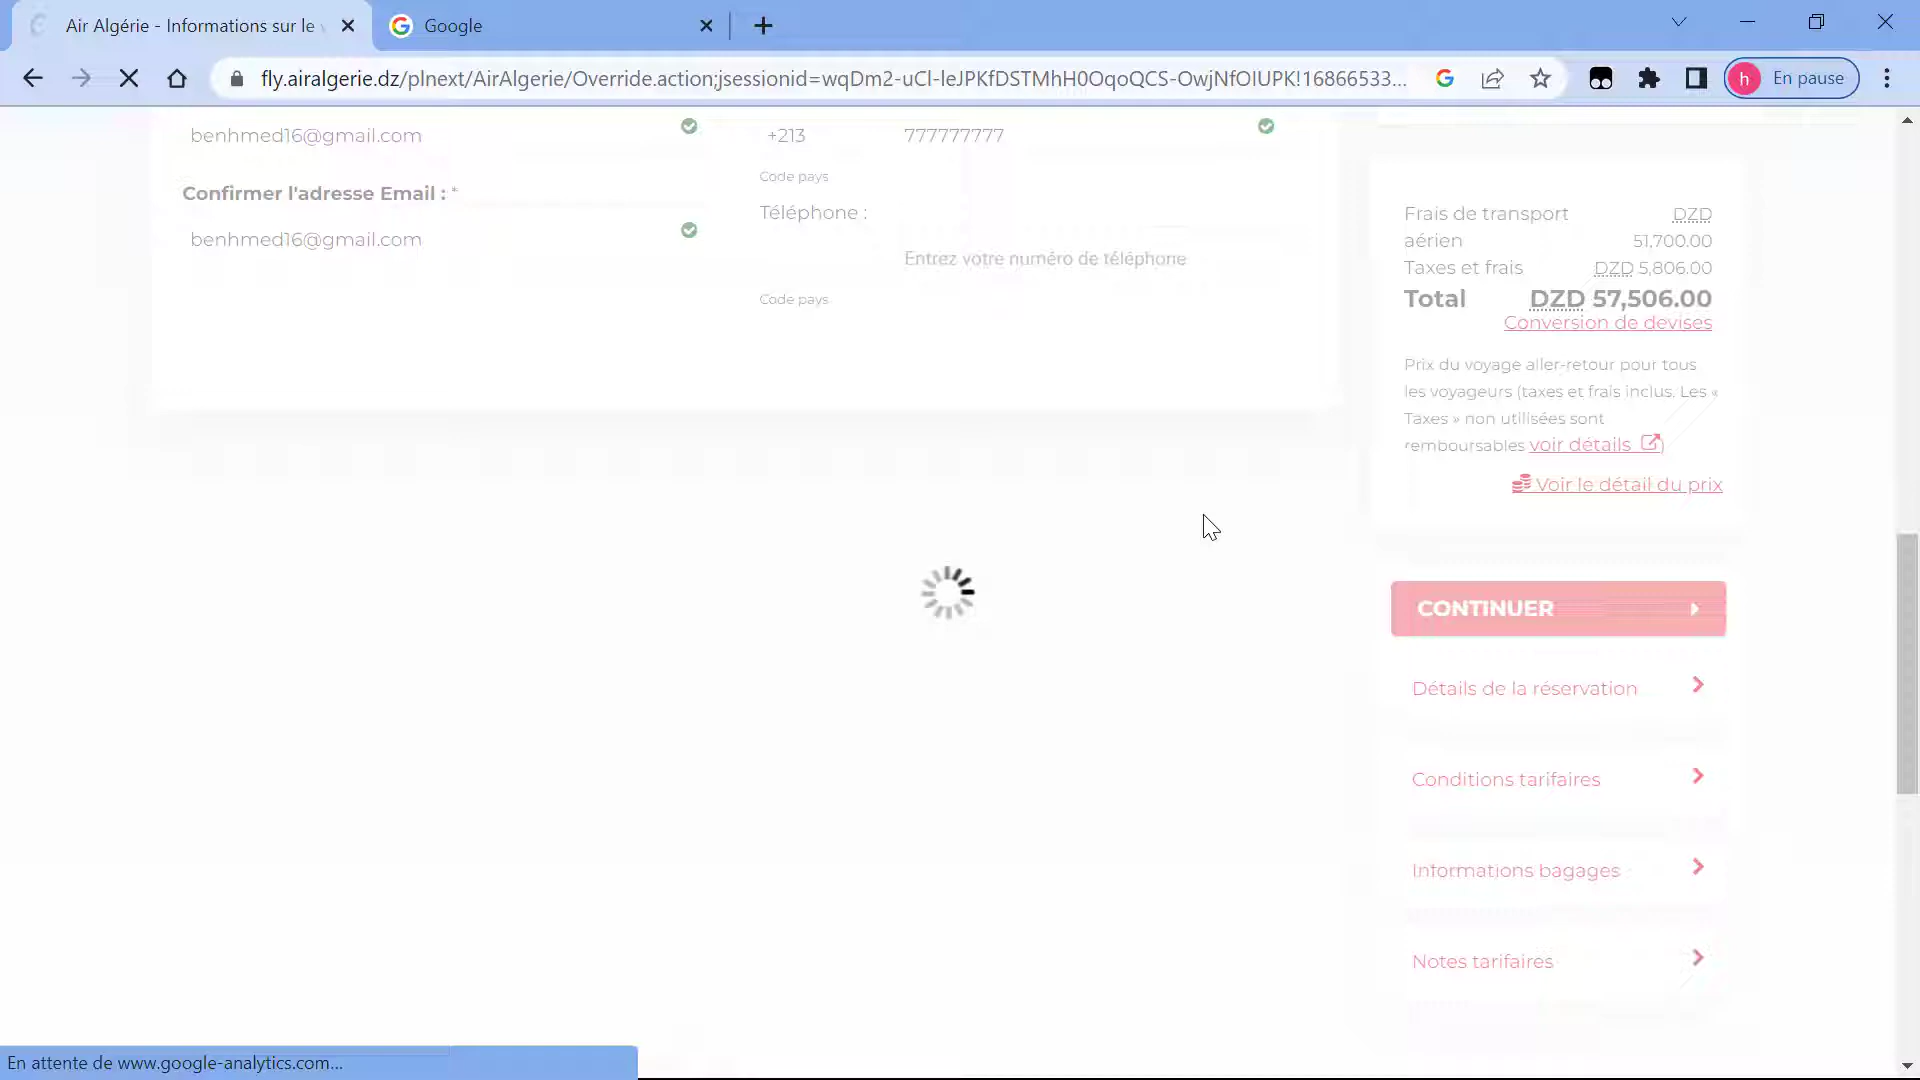 Air Algérie - Informations sur le
Google
fly.airalgerie.dz/plnext/AirAlgerie/Override.action;jsessionid=wqDm2-uCl-leJPKfDSTMhH0OqoQCS-OwjNfOIUPK!16866533...
h
En pause
benhmed16@gmail.com
+213
777777777
Code pays
Confirmer l'adresse Email : *
Téléphone :
benhmed16@gmail.com
Entrez votre numéro de téléphone
Code pays
Frais de transport aérien DZD 51,700.00
Taxes et frais DZD 5,806.00
Total DZD 57,506.00
Conversion de devises
Prix du voyage aller-retour pour tous
les voyageurs (taxes et frais inclus. Les «
Taxes » non utilisées sont
remboursables voir détails )
Voir le détail du prix
CONTINUER
Détails de la réservation
Conditions tarifaires
Informations bagages
Notes tarifaires
En attente de www.google-analytics.com...